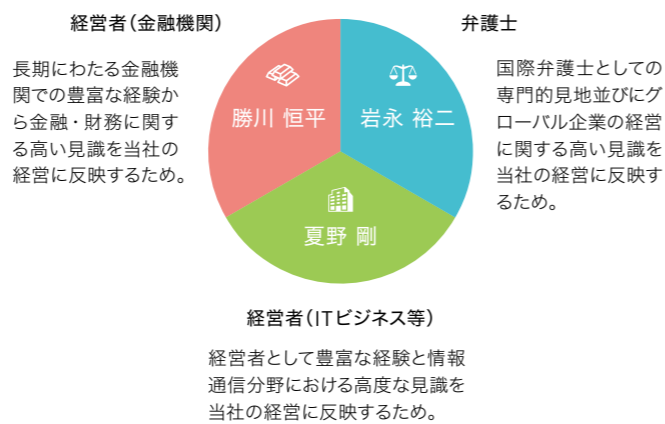 経営者(金融機関)
長期にわたる金融機
関での豊富な経験か
ら金融・財務に関す
る高い見識を当社の
経営に反映するため。
勝川 恒平
岩永 裕二
弁護士
国際弁護士としての
専門的見地並びにグ
ローバル企業の経営
に関する高い見識を
当社の経営に反映す
るため。
夏野 剛
経営者(ITビジネス等)
経営者として豊富な経験と情報
通信分野における高度な見識を
当社の経営に反映するため。